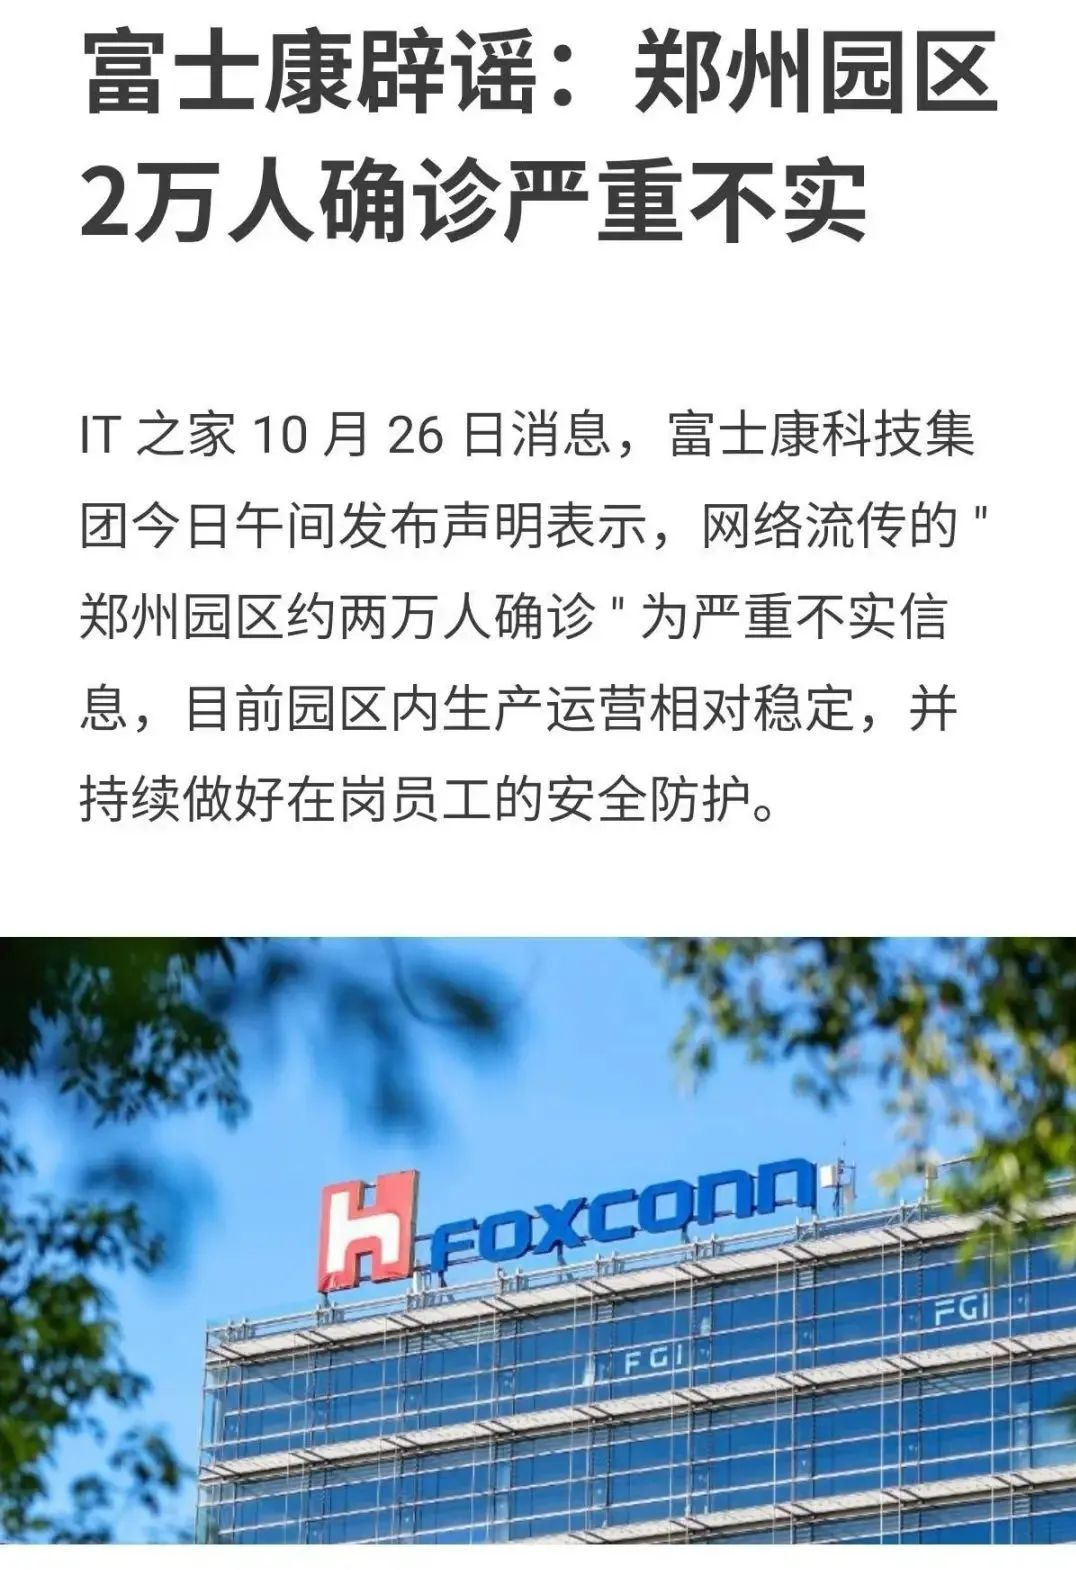 富士康辟谣：郑州园区
2万人确诊严重不实
IT 之家 10 月 26 日消息，富士康科技集
团今日午间发布声明表示，网络流传的 "
郑州园区约两万人确诊 " 为严重不实信
息，目前园区内生产运营相对稳定，并
持续做好在岗员工的安全防护。
FOXCONN
FGI
FGI